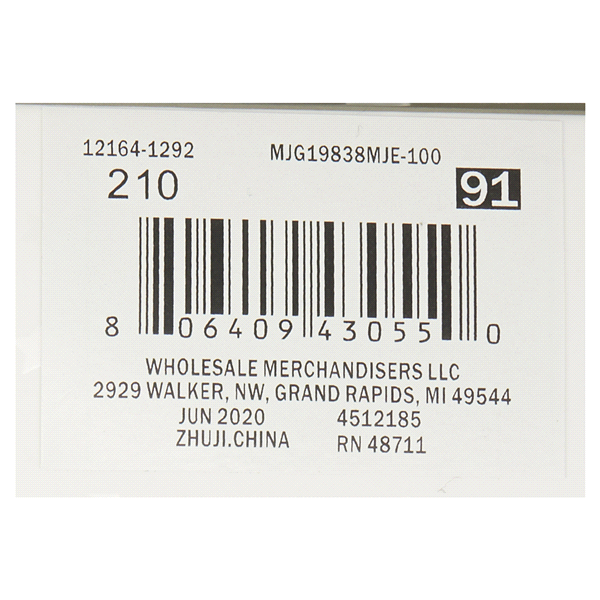 12164-1292 MJG19838MJE-100
210 91
8 06409 43055 0
WHOLESALE MERCHANDISERS LLC
2929 WALKER, NW, GRAND RAPIDS, MI 49544
JUN 2020 4512185
ZHUJI.CHINA RN 48711